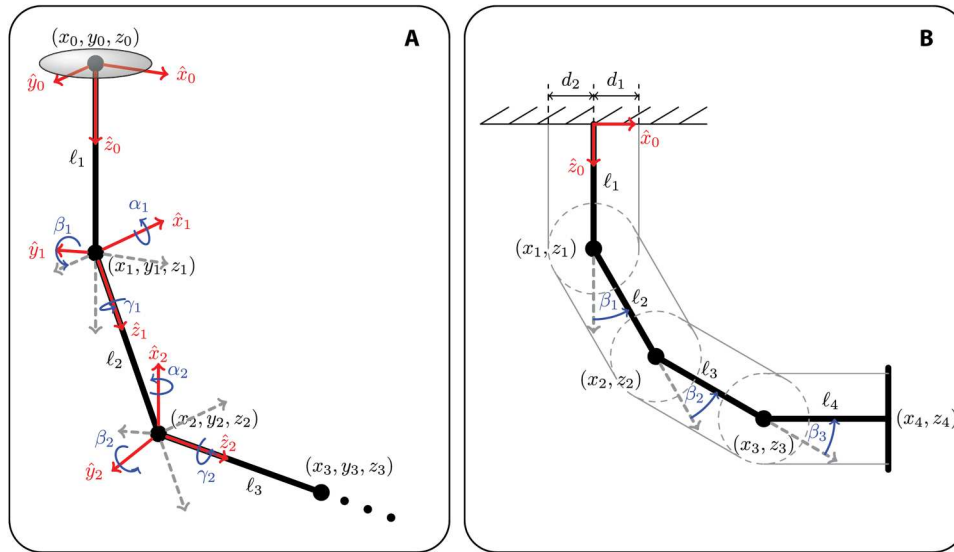 A
(x₀, y₀, z₀)
ŷ₀
x̂₀
ẑ₀
ℓ₁
α₁
x̂₁
β₁
ŷ₁
(x₁, y₁, z₁)
γ₁
ẑ₁
ℓ₂
x̂₂
α₂
(x₂, y₂, z₂)
β₂
ẑ₂
ŷ₂
γ₂
ℓ₃
(x₃, y₃, z₃)
B
d₂ d₁
x̂₀
ẑ₀
ℓ₁
(x₁, z₁)
β₁
ℓ₂
(x₂, z₂)
ℓ₃
β₂
ℓ₄
(x₄, z₄)
(x₃, z₃)
β₃